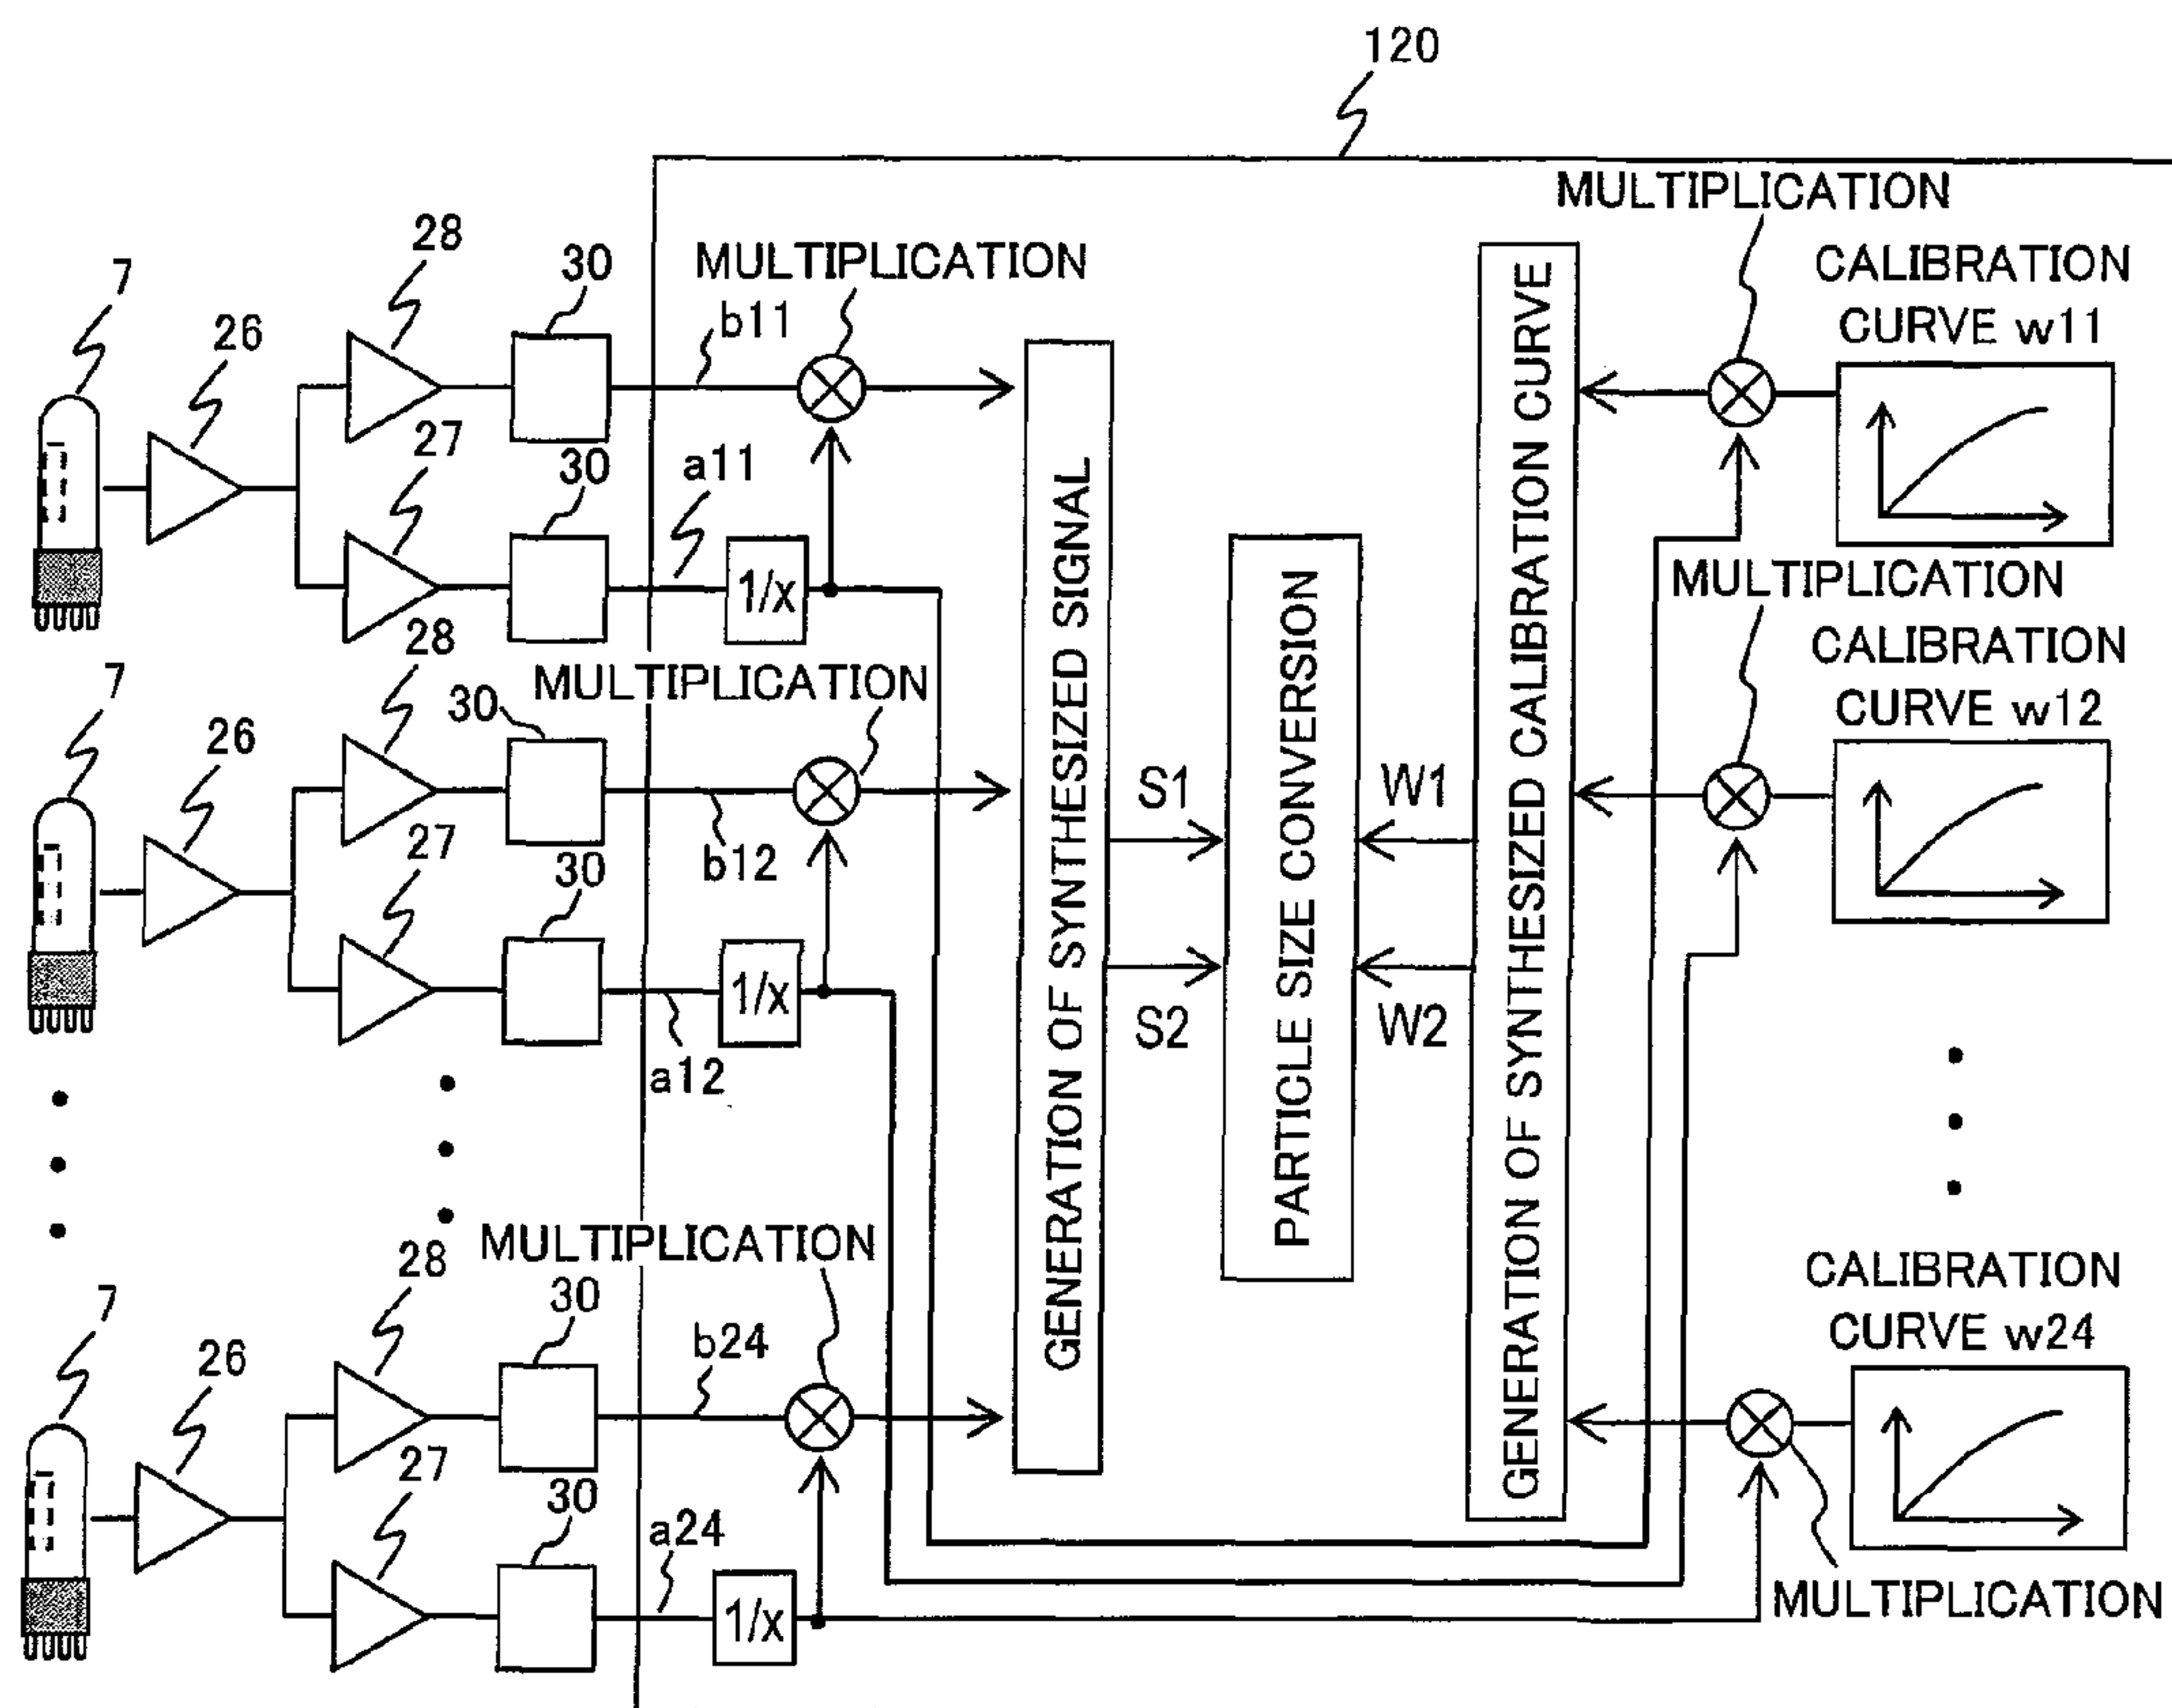 120
MULTIPLICATION
28
30
MULTIPLICATION
CALIBRATION
CURVE w11
7
26
b11
27
30
a11
1/x
MULTIPLICATION
CALIBRATION
CURVE w12
28
7
MULTIPLICATION
30
26
27
30
b12
1/x
a12
GENERATION OF SYNTHESIZED SIGNAL
S1
S2
PARTICLE SIZE CONVERSION
W1
W2
GENERATION OF SYNTHESIZED CALIBRATION CURVE
MULTIPLICATION
28
30
CALIBRATION
CURVE w24
7
26
b24
27
30
a24
1/x
MULTIPLICATION